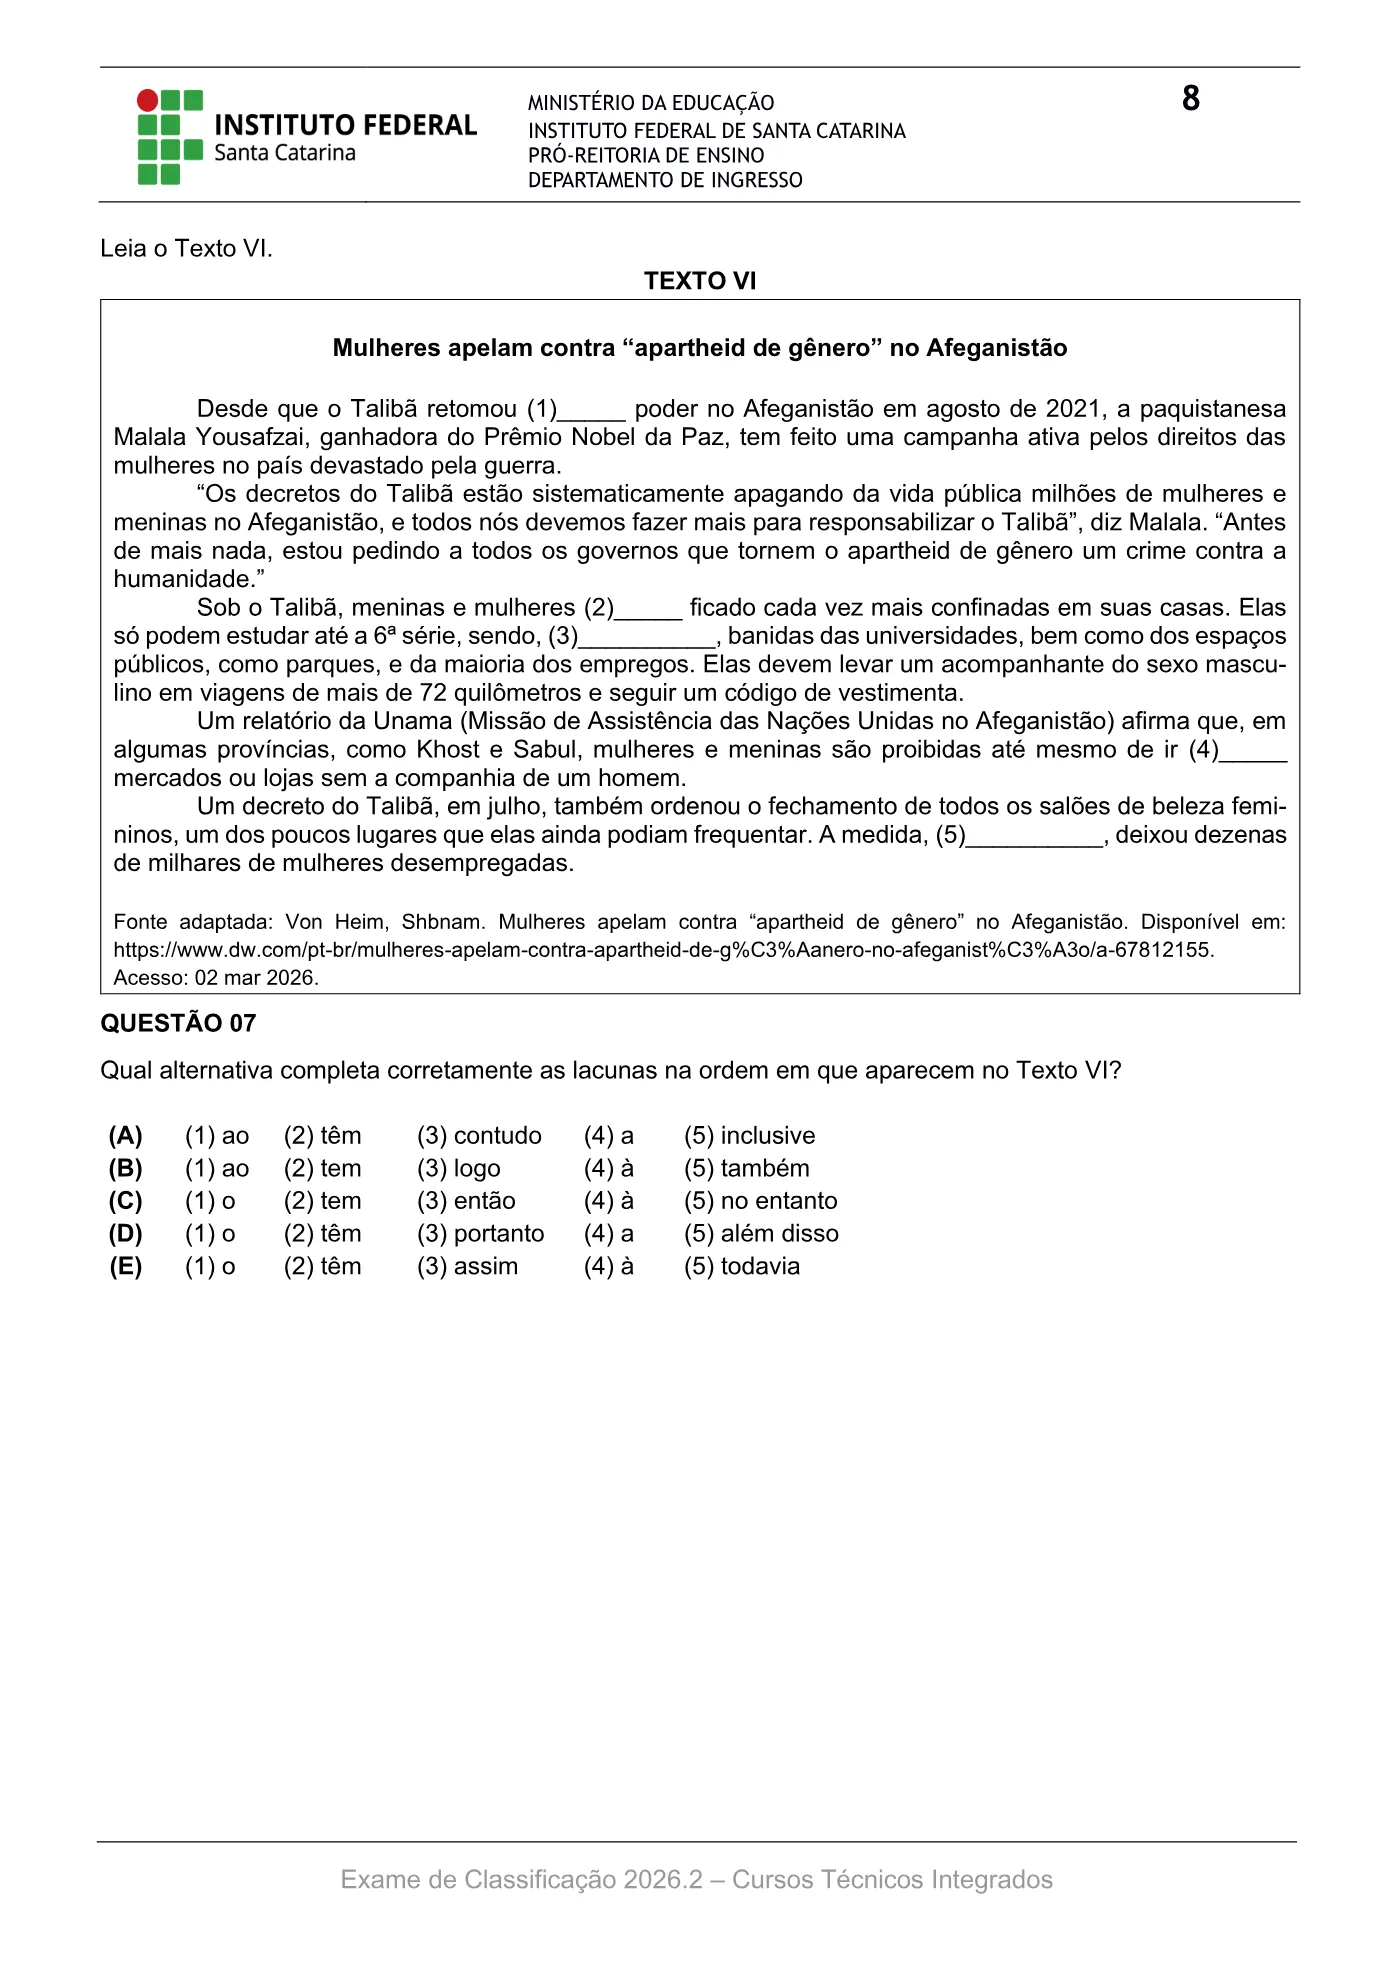 INSTITUTO FEDERAL
Santa Catarina
MINISTÉRIO DA EDUCAÇÃO
INSTITUTO FEDERAL DE SANTA CATARINA
PRÓ-REITORIA DE ENSINO
DEPARTAMENTO DE INGRESSO
8
Leia o Texto VI.
TEXTO VI
Mulheres apelam contra “apartheid de gênero” no Afeganistão
Desde que o Talibã retomou (1)_____ poder no Afeganistão em agosto de 2021, a paquistanesa
Malala Yousafzai, ganhadora do Prêmio Nobel da Paz, tem feito uma campanha ativa pelos direitos das
mulheres no país devastado pela guerra.
“Os decretos do Talibã estão sistematicamente apagando da vida pública milhões de mulheres e
meninas no Afeganistão, e todos nós devemos fazer mais para responsabilizar o Talibã”, diz Malala. “Antes
de mais nada, estou pedindo a todos os governos que tornem o apartheid de gênero um crime contra a
humanidade.”
Sob o Talibã, meninas e mulheres (2)_____ ficado cada vez mais confinadas em suas casas. Elas
só podem estudar até a 6ª série, sendo, (3)__________, banidas das universidades, bem como dos espaços
públicos, como parques, e da maioria dos empregos. Elas devem levar um acompanhante do sexo mascu-
lino em viagens de mais de 72 quilômetros e seguir um código de vestimenta.
Um relatório da Unama (Missão de Assistência das Nações Unidas no Afeganistão) afirma que, em
algumas províncias, como Khost e Sabul, mulheres e meninas são proibidas até mesmo de ir (4)_____
mercados ou lojas sem a companhia de um homem.
Um decreto do Talibã, em julho, também ordenou o fechamento de todos os salões de beleza femi-
ninos, um dos poucos lugares que elas ainda podiam frequentar. A medida, (5)__________, deixou dezenas
de milhares de mulheres desempregadas.
Fonte adaptada: Von Heim, Shbnam. Mulheres apelam contra “apartheid de gênero” no Afeganistão. Disponível em:
https://www.dw.com/pt-br/mulheres-apelam-contra-apartheid-de-g%C3%Aanero-no-afeganist%C3%A3o/a-67812155.
Acesso: 02 mar 2026.
QUESTÃO 07
Qual alternativa completa corretamente as lacunas na ordem em que aparecem no Texto VI?
(A) (1) ao (2) têm (3) contudo (4) a (5) inclusive
(B) (1) ao (2) tem (3) logo (4) à (5) também
(C) (1) o (2) tem (3) então (4) à (5) no entanto
(D) (1) o (2) têm (3) portanto (4) a (5) além disso
(E) (1) o (2) têm (3) assim (4) à (5) todavia
Exame de Classificação 2026.2 – Cursos Técnicos Integrados